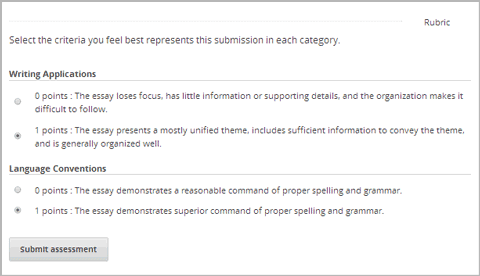 Rubric
Select the criteria you feel best represents this submission in each category.
Writing Applications
0 points : The essay loses focus, has little information or supporting details, and the organization makes it
difficult to follow.
1 points : The essay presents a mostly unified theme, includes sufficient information to convey the theme,
and is generally organized well.
Language Conventions
0 points : The essay demonstrates a reasonable command of proper spelling and grammar.
1 points : The essay demonstrates superior command of proper spelling and grammar.
Submit assessment